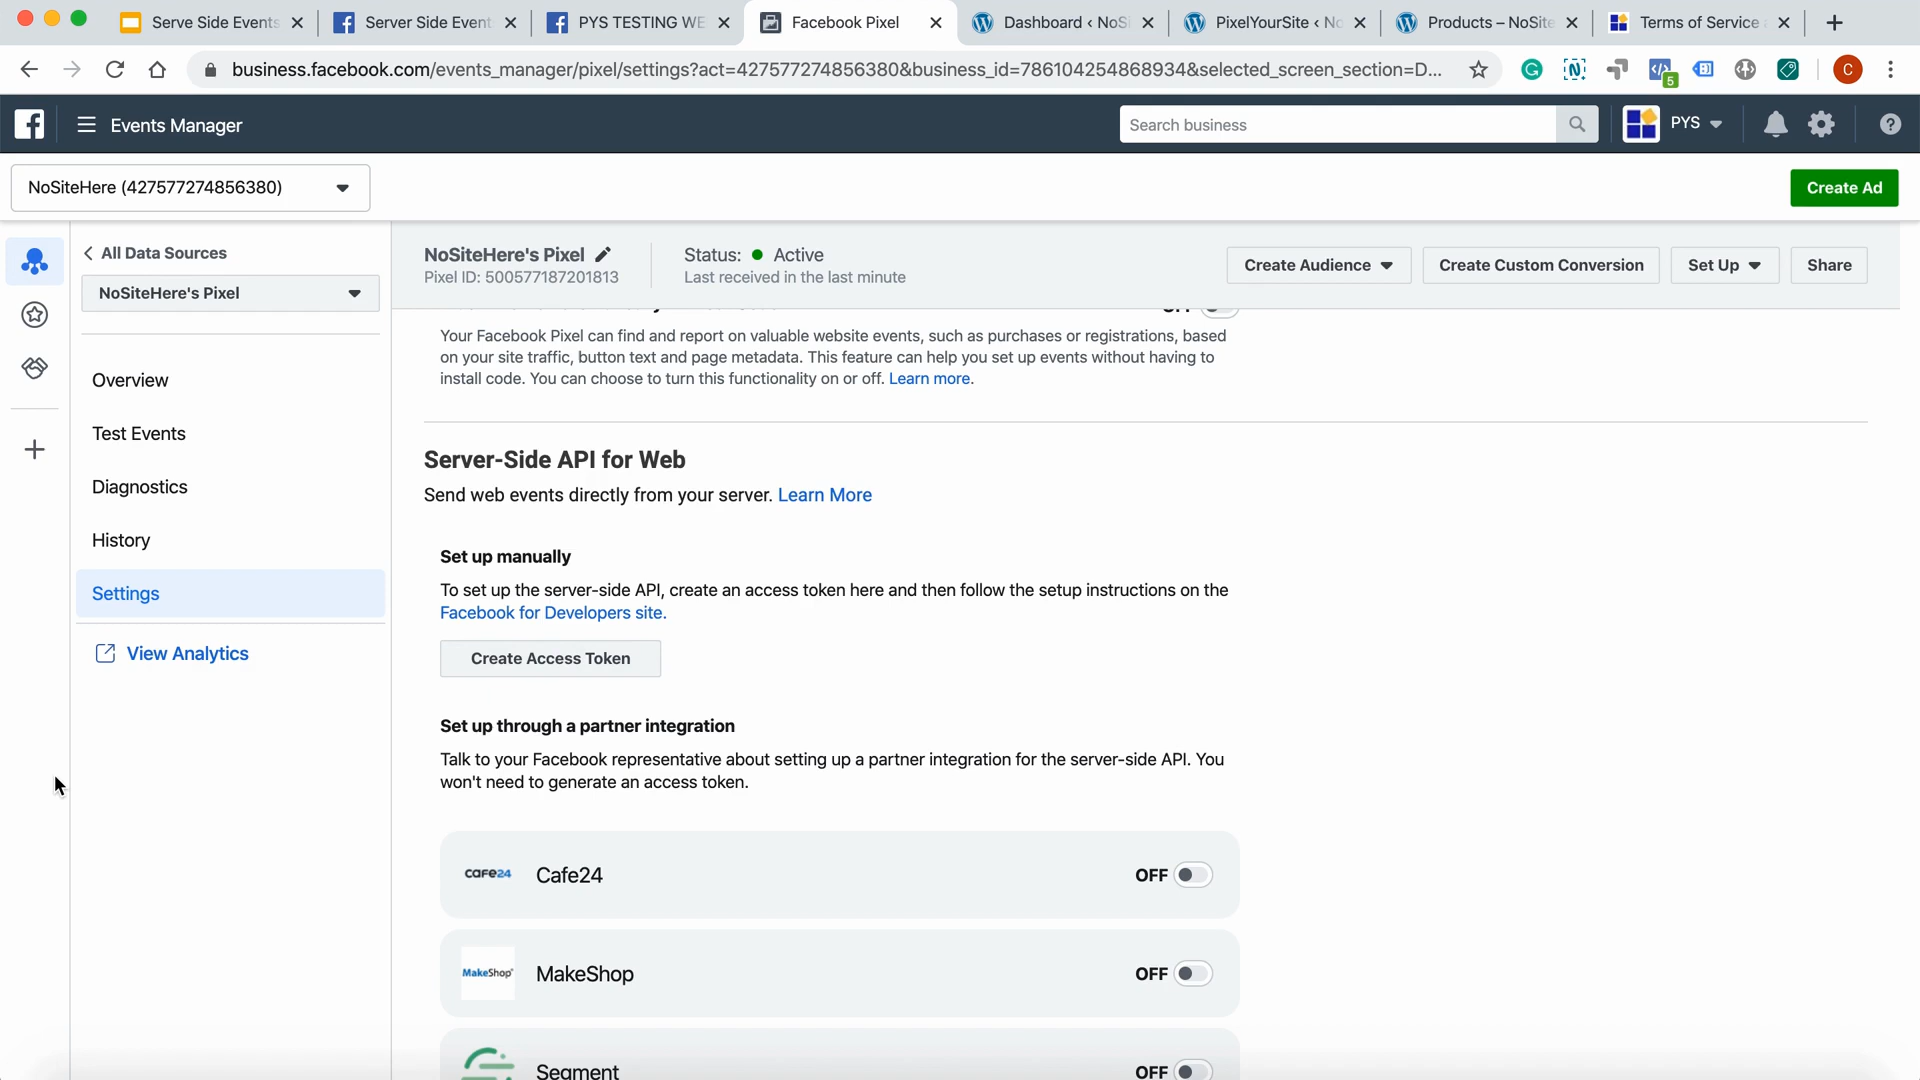 Serve Side Events
Server Side Event
PYS TESTING WE
Facebook Pixel
Dashboard < NoSi
PixelYourSite < No
Products – NoSite
Terms of Service a
business.facebook.com/events_manager/pixel/settings?act=427577274856380&business_id=786104254868934&selected_screen_section=D...
5
C
Events Manager
Search business
PYS
NoSiteHere (427577274856380)
Create Ad
All Data Sources
NoSiteHere's Pixel
Overview
Test Events
Diagnostics
History
Settings
View Analytics
NoSiteHere's Pixel
Pixel ID: 500577187201813
Status: Active
Last received in the last minute
Create Audience
Create Custom Conversion
Set Up
Share
Your Facebook Pixel can find and report on valuable website events, such as purchases or registrations, based
on your site traffic, button text and page metadata. This feature can help you set up events without having to
install code. You can choose to turn this functionality on or off. Learn more.
Server-Side API for Web
Send web events directly from your server. Learn More
Set up manually
To set up the server-side API, create an access token here and then follow the setup instructions on the
Facebook for Developers site.
Create Access Token
Set up through a partner integration
Talk to your Facebook representative about setting up a partner integration for the server-side API. You
won't need to generate an access token.
CAFE24
Cafe24
OFF
MakeShop
MakeShop
OFF
Segment
OFF